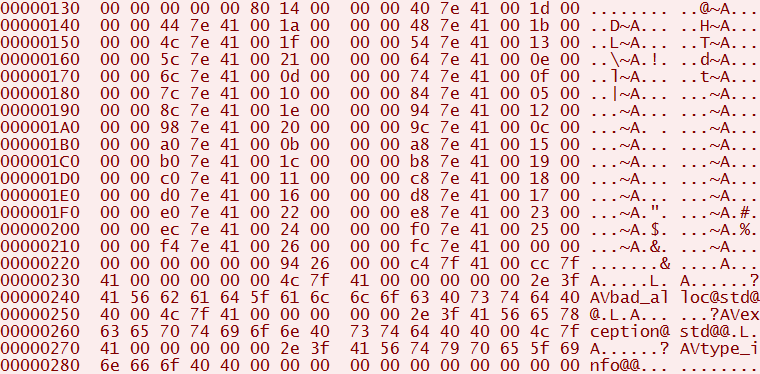 00000130 00 00 00 00 00 80 14 00 00 00 40 7e 41 00 1d 00 ........ ..@~A...
00000140 00 00 44 7e 41 00 1a 00 00 00 48 7e 41 00 1b 00 ..D~A... ..H~A...
00000150 00 00 4c 7e 41 00 1f 00 00 00 54 7e 41 00 13 00 ..L~A... ..T~A...
00000160 00 00 5c 7e 41 00 21 00 00 00 64 7e 41 00 0e 00 ..\~A.!. ..d~A...
00000170 00 00 6c 7e 41 00 0d 00 00 00 74 7e 41 00 0f 00 ..l~A... ..t~A...
00000180 00 00 7c 7e 41 00 10 00 00 00 84 7e 41 00 05 00 ..|~A... ...~A...
00000190 00 00 8c 7e 41 00 1e 00 00 00 94 7e 41 00 12 00 ...~A... ...~A...
000001A0 00 00 98 7e 41 00 20 00 00 00 9c 7e 41 00 0c 00 ...~A. . ...~A...
000001B0 00 00 a0 7e 41 00 0b 00 00 00 a8 7e 41 00 15 00 ...~A... ...~A...
000001C0 00 00 b0 7e 41 00 1c 00 00 00 b8 7e 41 00 19 00 ...~A... ...~A...
000001D0 00 00 c0 7e 41 00 11 00 00 00 c8 7e 41 00 18 00 ...~A... ...~A...
000001E0 00 00 d0 7e 41 00 16 00 00 00 d8 7e 41 00 17 00 ...~A... ...~A...
000001F0 00 00 e0 7e 41 00 22 00 00 00 e8 7e 41 00 23 00 ...~A.". ...~A.#.
00000200 00 00 ec 7e 41 00 24 00 00 00 f0 7e 41 00 25 00 ...~A.$. ...~A.%.
00000210 00 00 f4 7e 41 00 26 00 00 00 fc 7e 41 00 00 00 ...~A.&. ...~A...
00000220 00 00 00 00 00 94 26 00 00 00 c4 7f 41 00 cc 7f .......& ....A...
00000230 41 00 00 00 00 00 4c 7f 41 00 00 00 00 00 2e 3f A.....L. A......?
00000240 41 56 62 61 64 5f 61 6c 6c 6f 63 40 73 74 64 40 AVbad_al loc@std@
00000250 40 00 4c 7f 41 00 00 00 00 00 2e 3f 41 56 65 78 @.L.A... ...?AVex
00000260 63 65 70 74 69 6f 6e 40 73 74 64 40 40 00 4c 7f ception@ std@@.L.
00000270 41 00 00 00 00 00 2e 3f 41 56 74 79 70 65 5f 69 A......? AVtype_i
00000280 6e 66 6f 40 40 00 00 00 00 00 00 00 00 00 00 00 nfo@@... ........